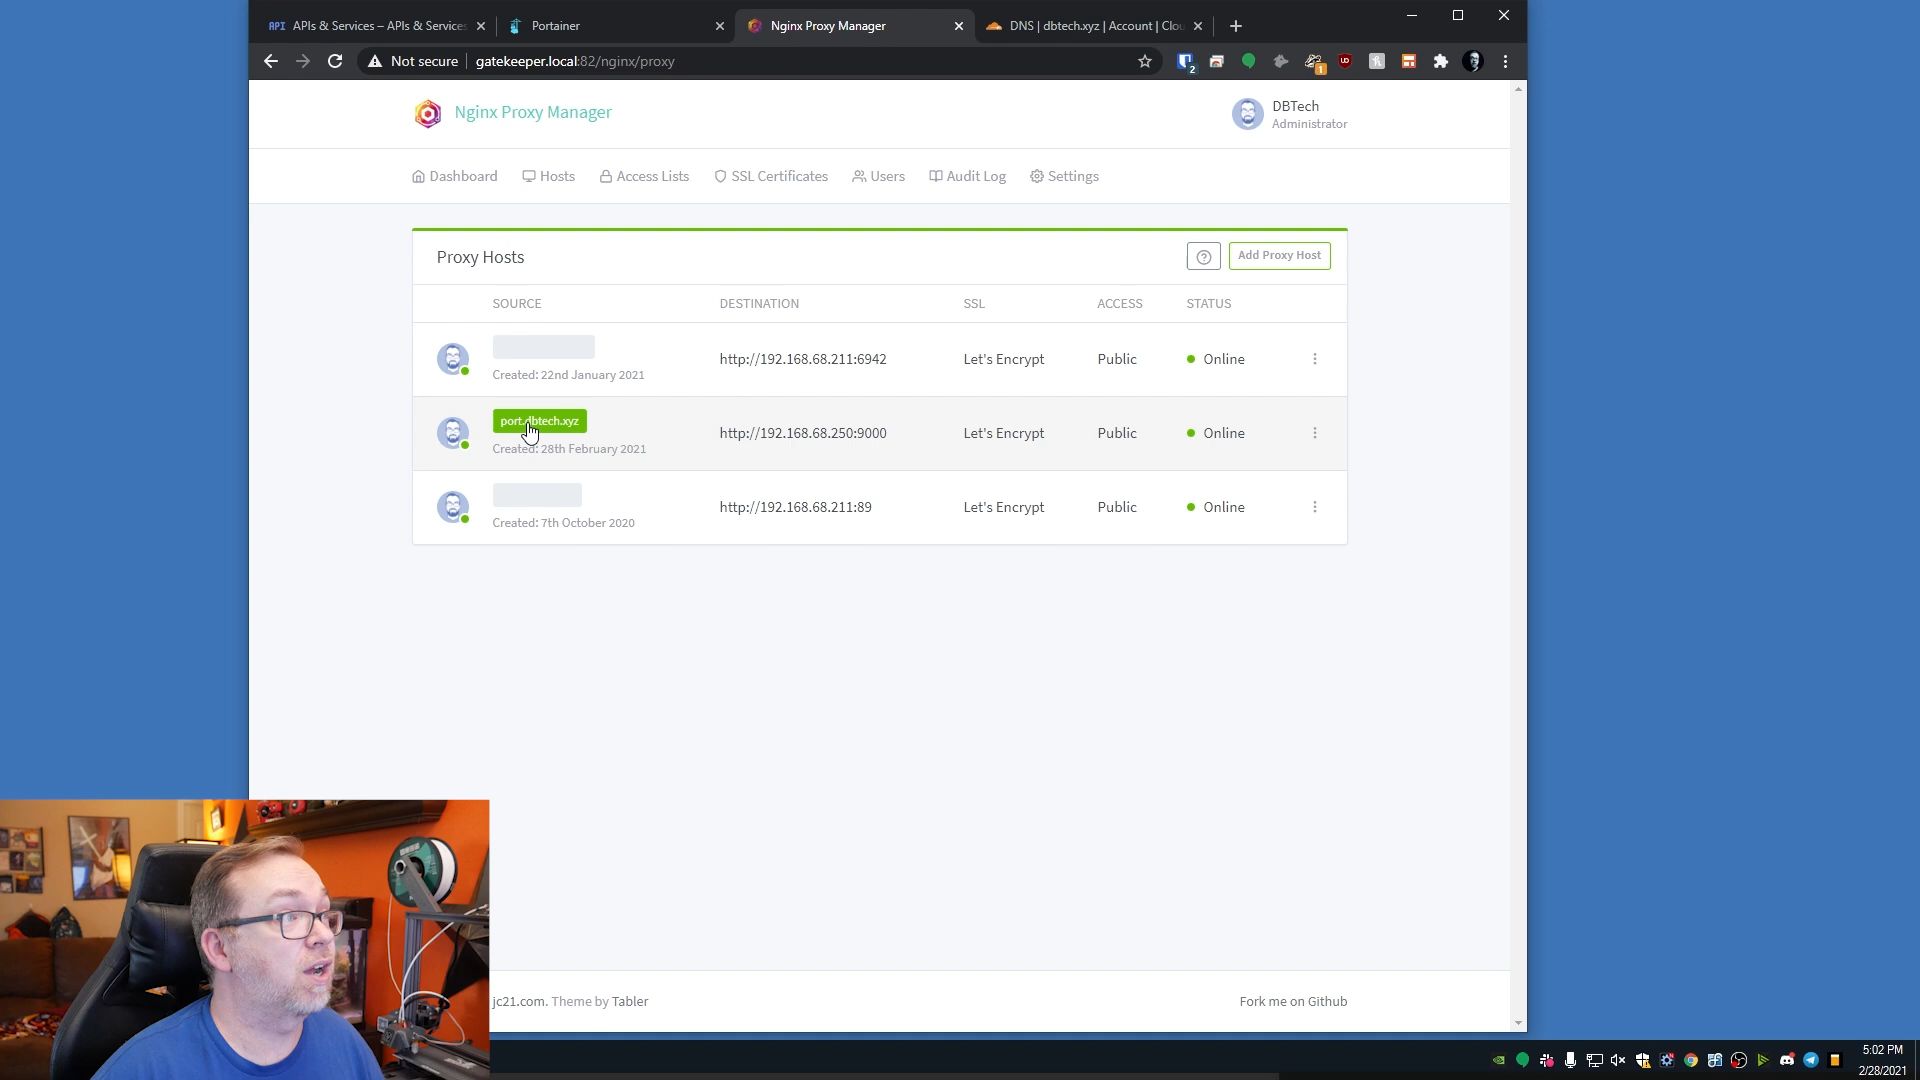 API APIs & Services – APIs & Services
Portainer
Nginx Proxy Manager
DNS | dbtech.xyz | Account | Clou
Not secure
gatekeeper.local:82/nginx/proxy
2
1
Nginx Proxy Manager
DBTech
Administrator
Dashboard
Hosts
Access Lists
SSL Certificates
Users
Audit Log
Settings
Proxy Hosts
Add Proxy Host
SOURCE
DESTINATION
SSL
ACCESS
STATUS
Created: 22nd January 2021
http://192.168.68.211:6942
Let's Encrypt
Public
Online
port.dbtech.xyz
Created: 28th February 2021
http://192.168.68.250:9000
Let's Encrypt
Public
Online
Created: 7th October 2020
http://192.168.68.211:89
Let's Encrypt
Public
Online
jc21.com. Theme by Tabler
Fork me on Github
5:02 PM
2/28/2021